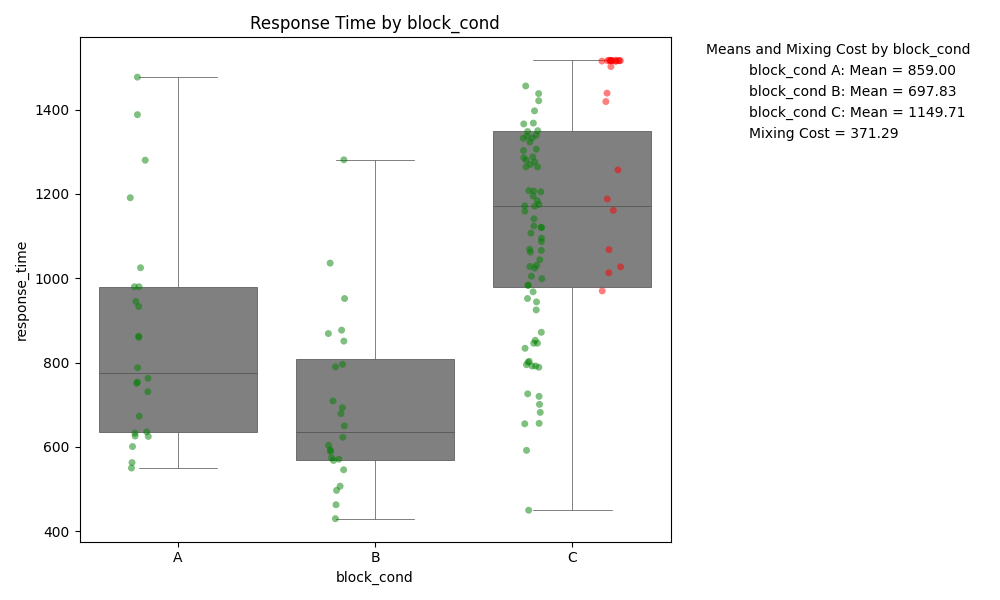 Response Time by block_cond
Means and Mixing Cost by block_cond
block_cond A: Mean = 859.00
block_cond B: Mean = 697.83
block_cond C: Mean = 1149.71
Mixing Cost = 371.29
response_time
1400
1200
1000
800
600
400
A
B
C
block_cond